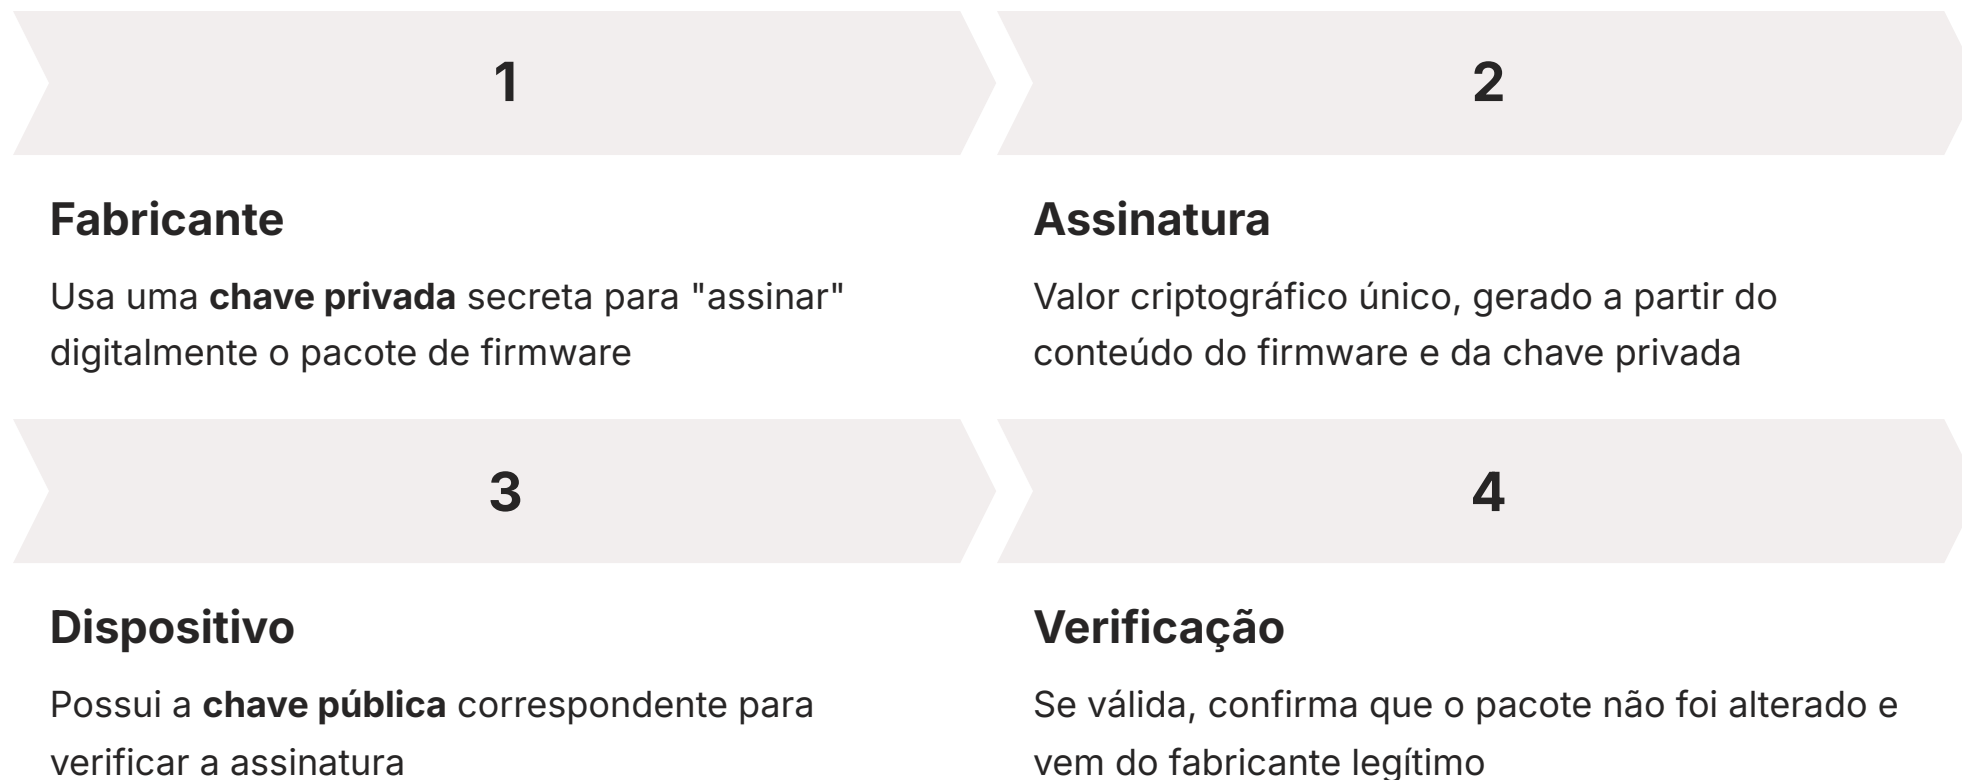 1
2
Fabricante
Usa uma chave privada secreta para "assinar"
digitalmente o pacote de firmware
Assinatura
Valor criptográfico único, gerado a partir do
conteúdo do firmware e da chave privada
3
4
Dispositivo
Possui a chave pública correspondente para
verificar a assinatura
Verificação
Se válida, confirma que o pacote não foi alterado e
vem do fabricante legítimo